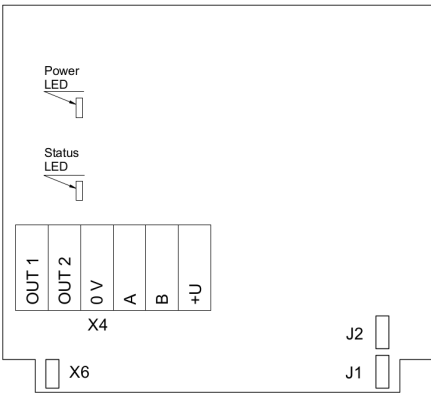 Power
LED
Status
LED
OUT 1
OUT 2
0 V
A
B
+U
X4
J2
X6
J1